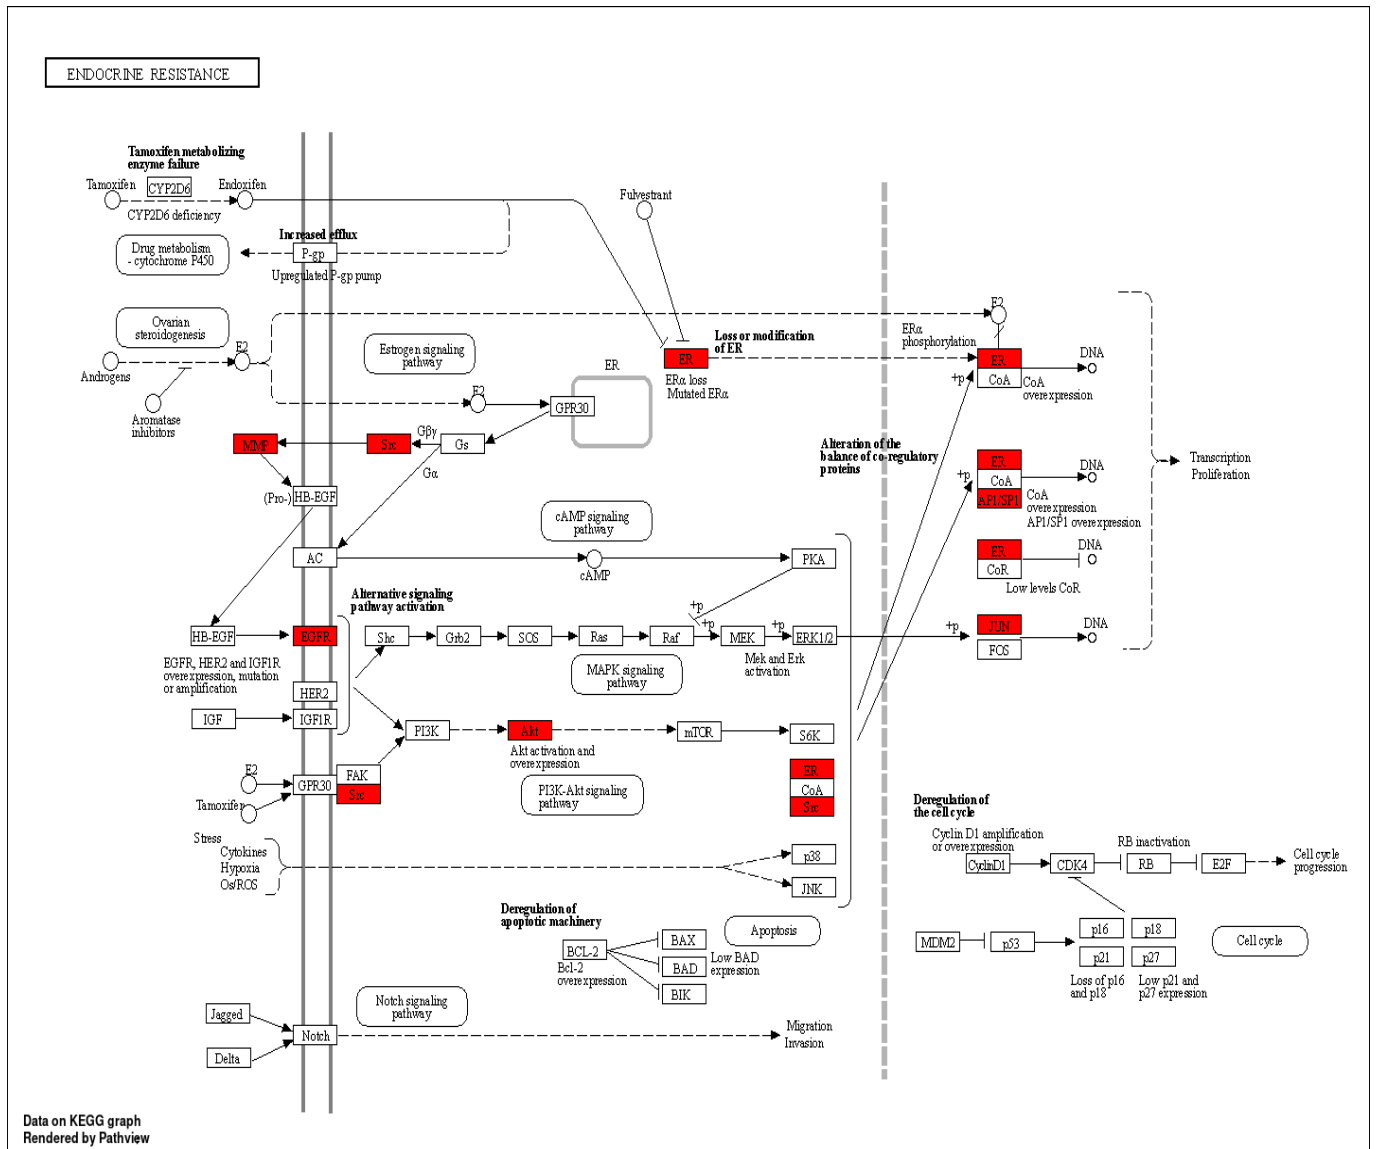 ENDOCRINE RESISTANCE
Tamoxifen metabolizing
enzyme failure
Tamoxifen
CYP2D6
Endoxifen
CYP2D6 deficiency
Fulvestrant
Increased efflux
Drug metabolism
- cytochrome P450
P-gp
Upregulated P-gp pump
Ovarian
steroidogenesis
E2
Androgens
Aromatase
inhibitors
Estrogen signaling
pathway
E2
GPR30
ER
ER
Loss or modification
of ER
ERα loss
Mutated ERα
E2
ERα
phosphorylation
ER
CoA
+p
DNA
CoA
overexpression
MMP
Src
Gβγ
Gs
Gα
(Pro-)
HB-EGF
Alteration of the
balance of co-regulatory
proteins
ER
CoA
AP1/SP1
+p
DNA
CoA
overexpression
AP1/SP1 overexpression
Transcription
Proliferation
cAMP signaling
pathway
AC
cAMP
PKA
ER
CoR
DNA
Low levels CoR
Alternative signaling
pathway activation
HB-EGF
EGFR
Shc
Grb2
SOS
Ras
Raf
MEK
ERK1/2
+p
+p
+p
+p
JUN
FOS
DNA
EGFR, HER2 and IGF1R
overexpression, mutation
or amplification
HER2
IGF
IGF1R
MAPK signaling
pathway
Mek and Erk
activation
PI3K
Akt
mTOR
S6K
Akt activation and
overexpression
E2
Tamoxifen
GPR30
FAK
Src
PI3K-Akt signaling
pathway
ER
CoA
Src
Stress
Cytokines
Hypoxia
Os/ROS
p38
JNK
Deregulation of
the cell cycle
Cyclin D1 amplification
or overexpression
RB inactivation
CyclinD1
CDK4
RB
E2F
Cell cycle
progression
MDM2
p53
p16
p18
p21
p27
Loss of p16
and p18
Low p21 and
p27 expression
Cell cycle
Deregulation of
apoptotic machinery
Apoptosis
BCL-2
Bcl-2
overexpression
BAX
BAD
BIK
Low BAD
expression
Notch signaling
pathway
Jagged
Delta
Notch
Migration
Invasion
Data on KEGG graph
Rendered by Pathview